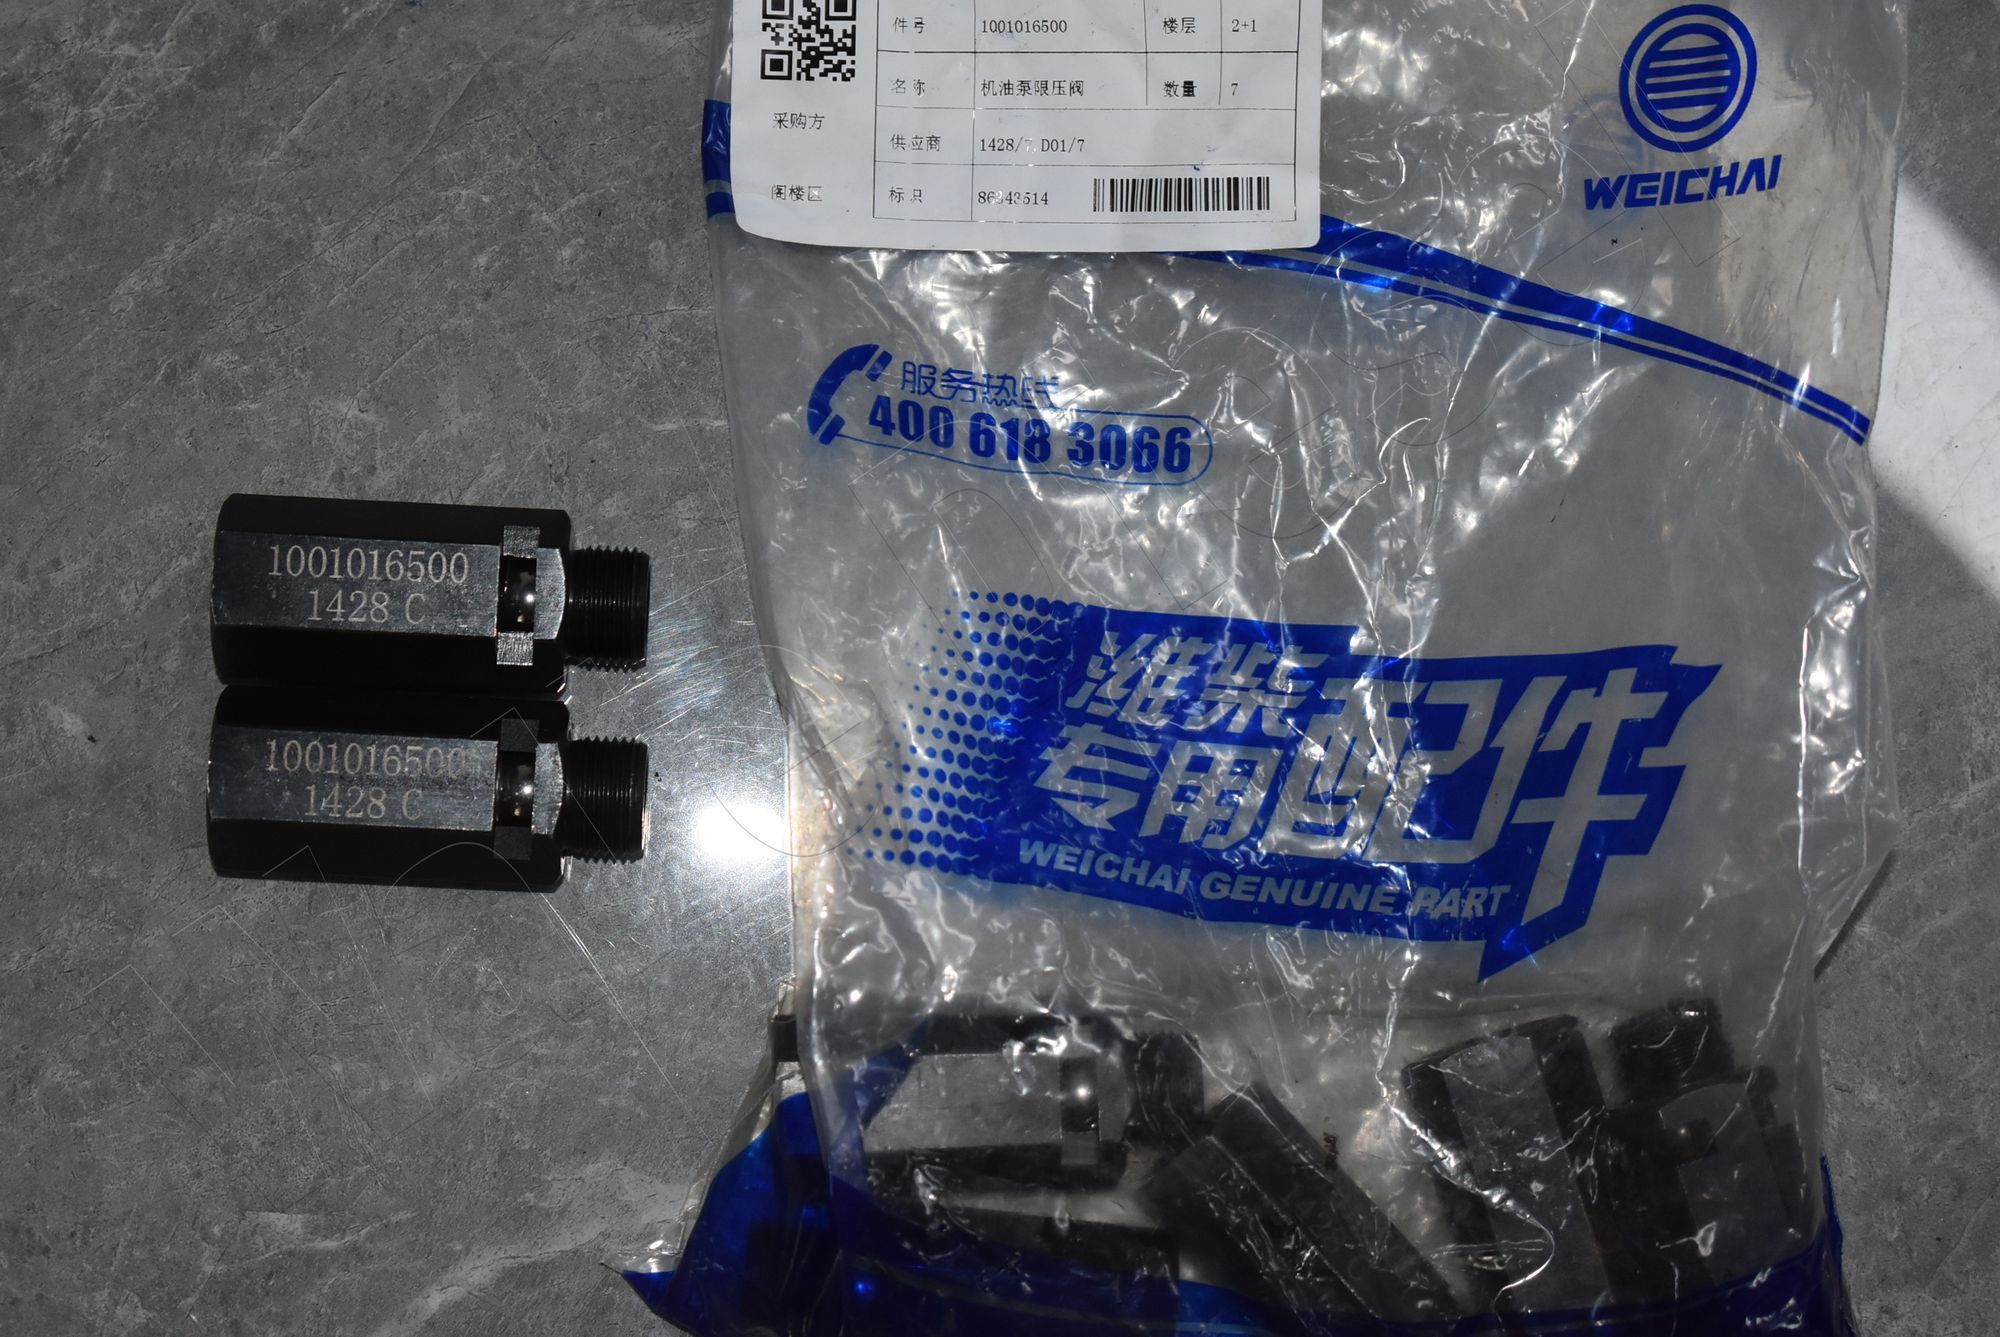 件号 1001016500 楼层 2+1
名称 机油泵限压阀 数量 7
采购方
供应商 1428/7,D01/7
阁楼区 标识 86343514
WEICHAI
服务热线
400 618 3066
1001016500
1428 C
1001016500
1428 C
潍柴
专用配件
WEICHAI GENUINE PART